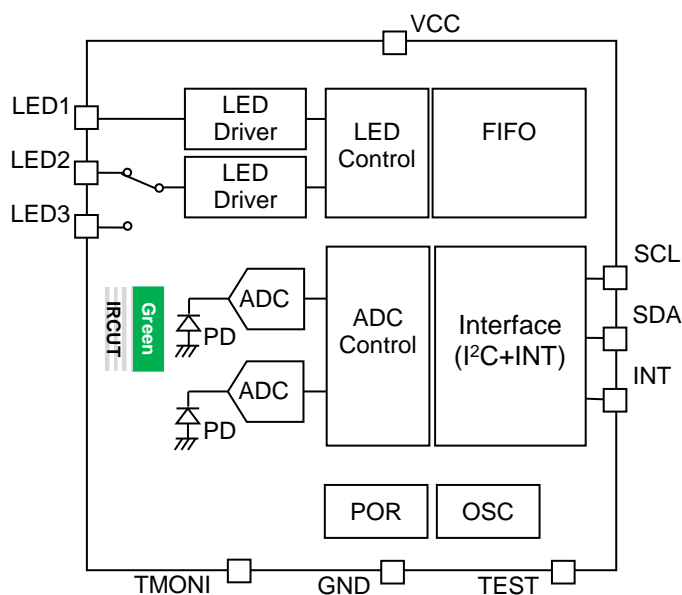 VCC
LED1
LED
Driver
LED
Control
FIFO
LED2
LED
Driver
LED3
SCL
ADC
IRCUT
Green
PD
ADC
Control
Interface
(I²C+INT)
SDA
INT
ADC
PD
POR
OSC
TMONI
GND
TEST